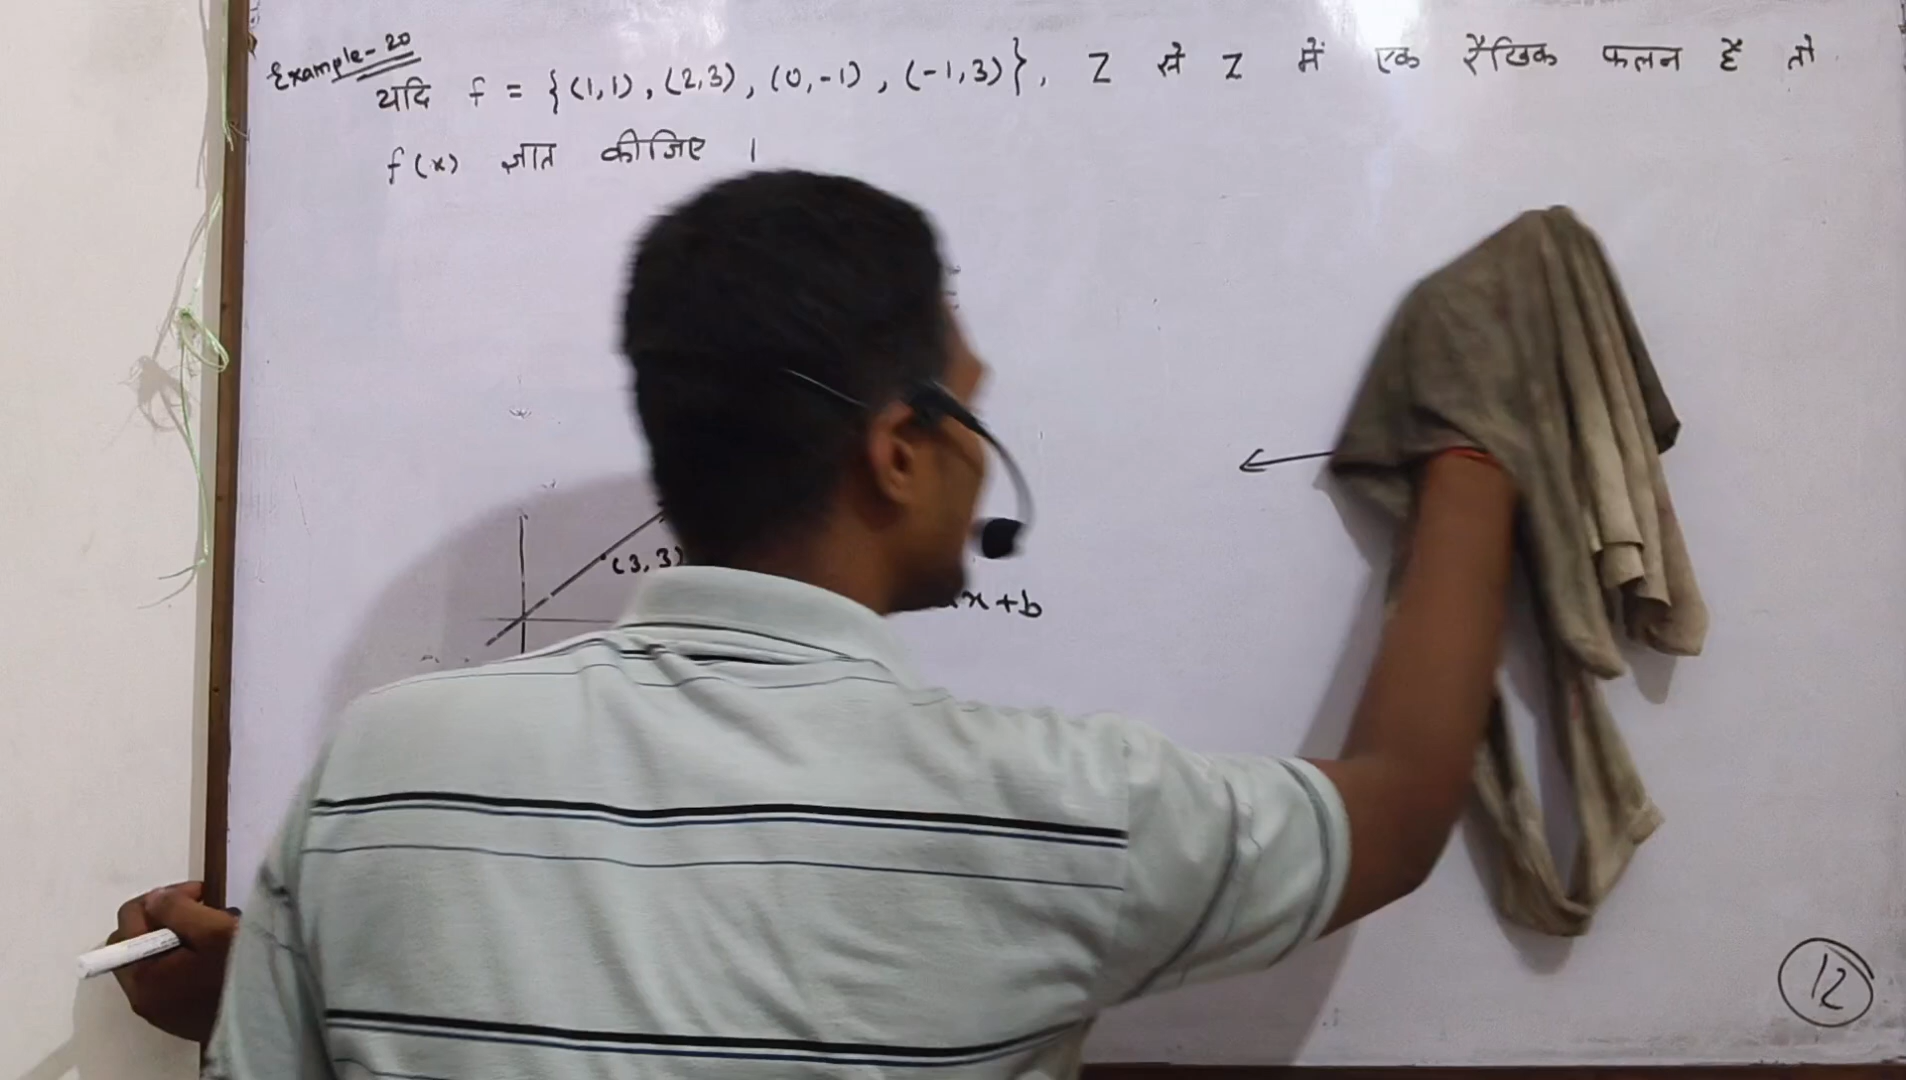 Example-20
यदि f = {(1,1), (2,3), (0,-1), (-1,3)}, Z से Z में एक रैखिक फलन है तो
f(x) ज्ञात कीजिए ।
(3,3)
x+b
12